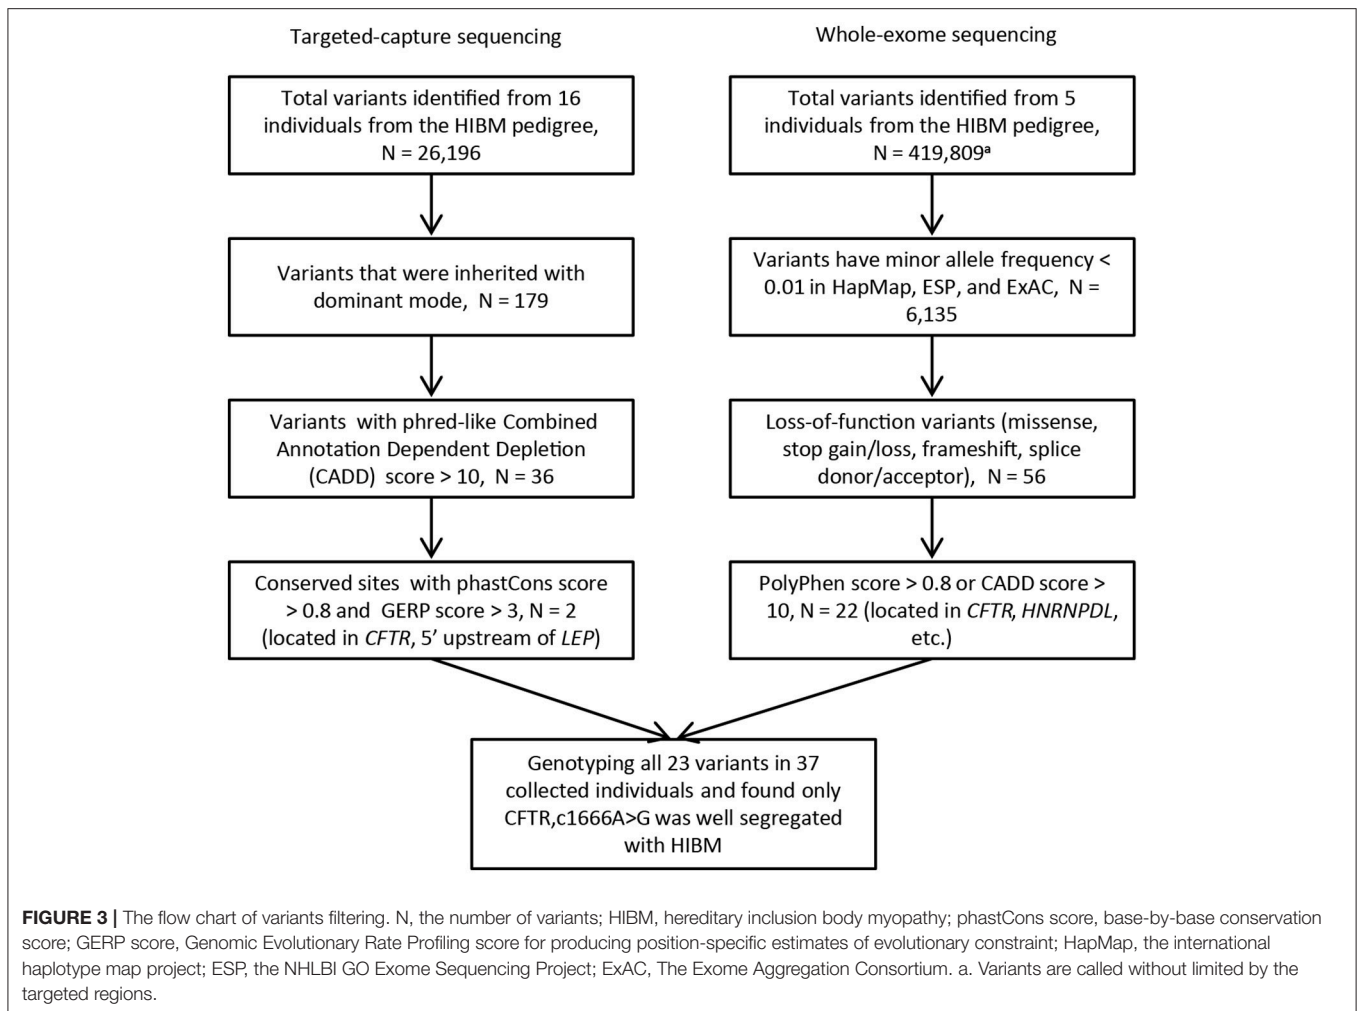 Targeted-capture sequencing
Total variants identified from 16
individuals from the HIBM pedigree,
N = 26,196
Variants that were inherited with
dominant mode, N = 179
Variants with phred-like Combined
Annotation Dependent Depletion
(CADD) score > 10, N = 36
Conserved sites with phastCons score
> 0.8 and GERP score > 3, N = 2
(located in CFTR, 5′ upstream of LEP)
Whole-exome sequencing
Total variants identified from 5
individuals from the HIBM pedigree,
N = 419,809ª
Variants have minor allele frequency <
0.01 in HapMap, ESP, and ExAC, N =
6,135
Loss-of-function variants (missense,
stop gain/loss, frameshift, splice
donor/acceptor), N = 56
PolyPhen score > 0.8 or CADD score >
10, N = 22 (located in CFTR, HNRNPDL,
etc.)
Genotyping all 23 variants in 37
collected individuals and found only
CFTR,c1666A>G was well segregated
with HIBM
FIGURE 3 | The flow chart of variants filtering. N, the number of variants; HIBM, hereditary inclusion body myopathy; phastCons score, base-by-base conservation
score; GERP score, Genomic Evolutionary Rate Profiling score for producing position-specific estimates of evolutionary constraint; HapMap, the international
haplotype map project; ESP, the NHLBI GO Exome Sequencing Project; ExAC, The Exome Aggregation Consortium. a. Variants are called without limited by the
targeted regions.